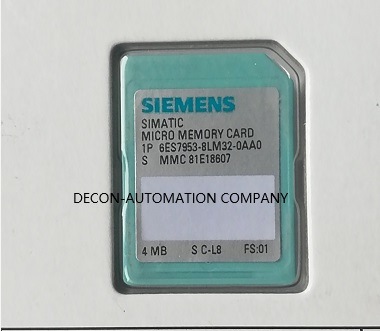 SIEMENS
SIMATIC
MICRO MEMORY CARD
1P 6ES7953-8LM32-0AA0
S MMC 81E18607
DECON-AUTOMATION COMPANY
4 MB S C-L8 FS:01